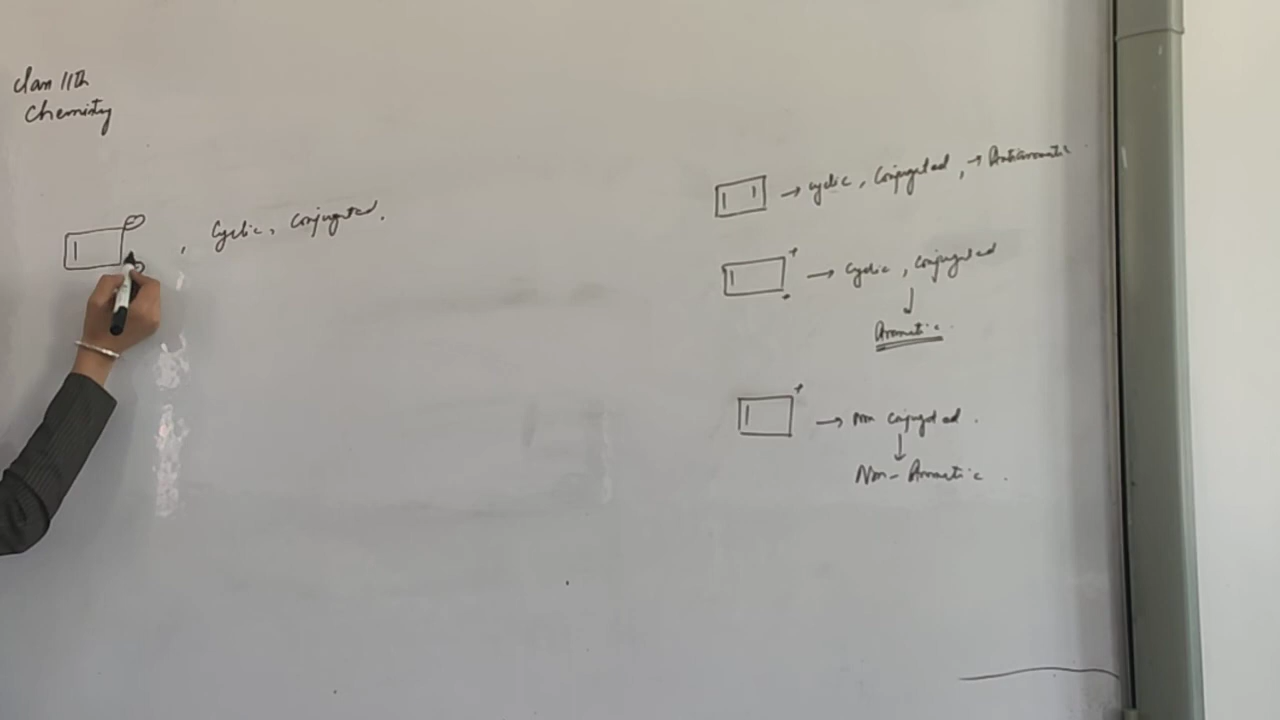 Class 11th
Chemistry
, Cyclic, Conjugated.
→ cyclic, Conjugated, → Antiaromatic
+ → cyclic, conjugated
+ ↓
Aromatic.
+ → Non conjugated.
↓
Non-Aromatic.